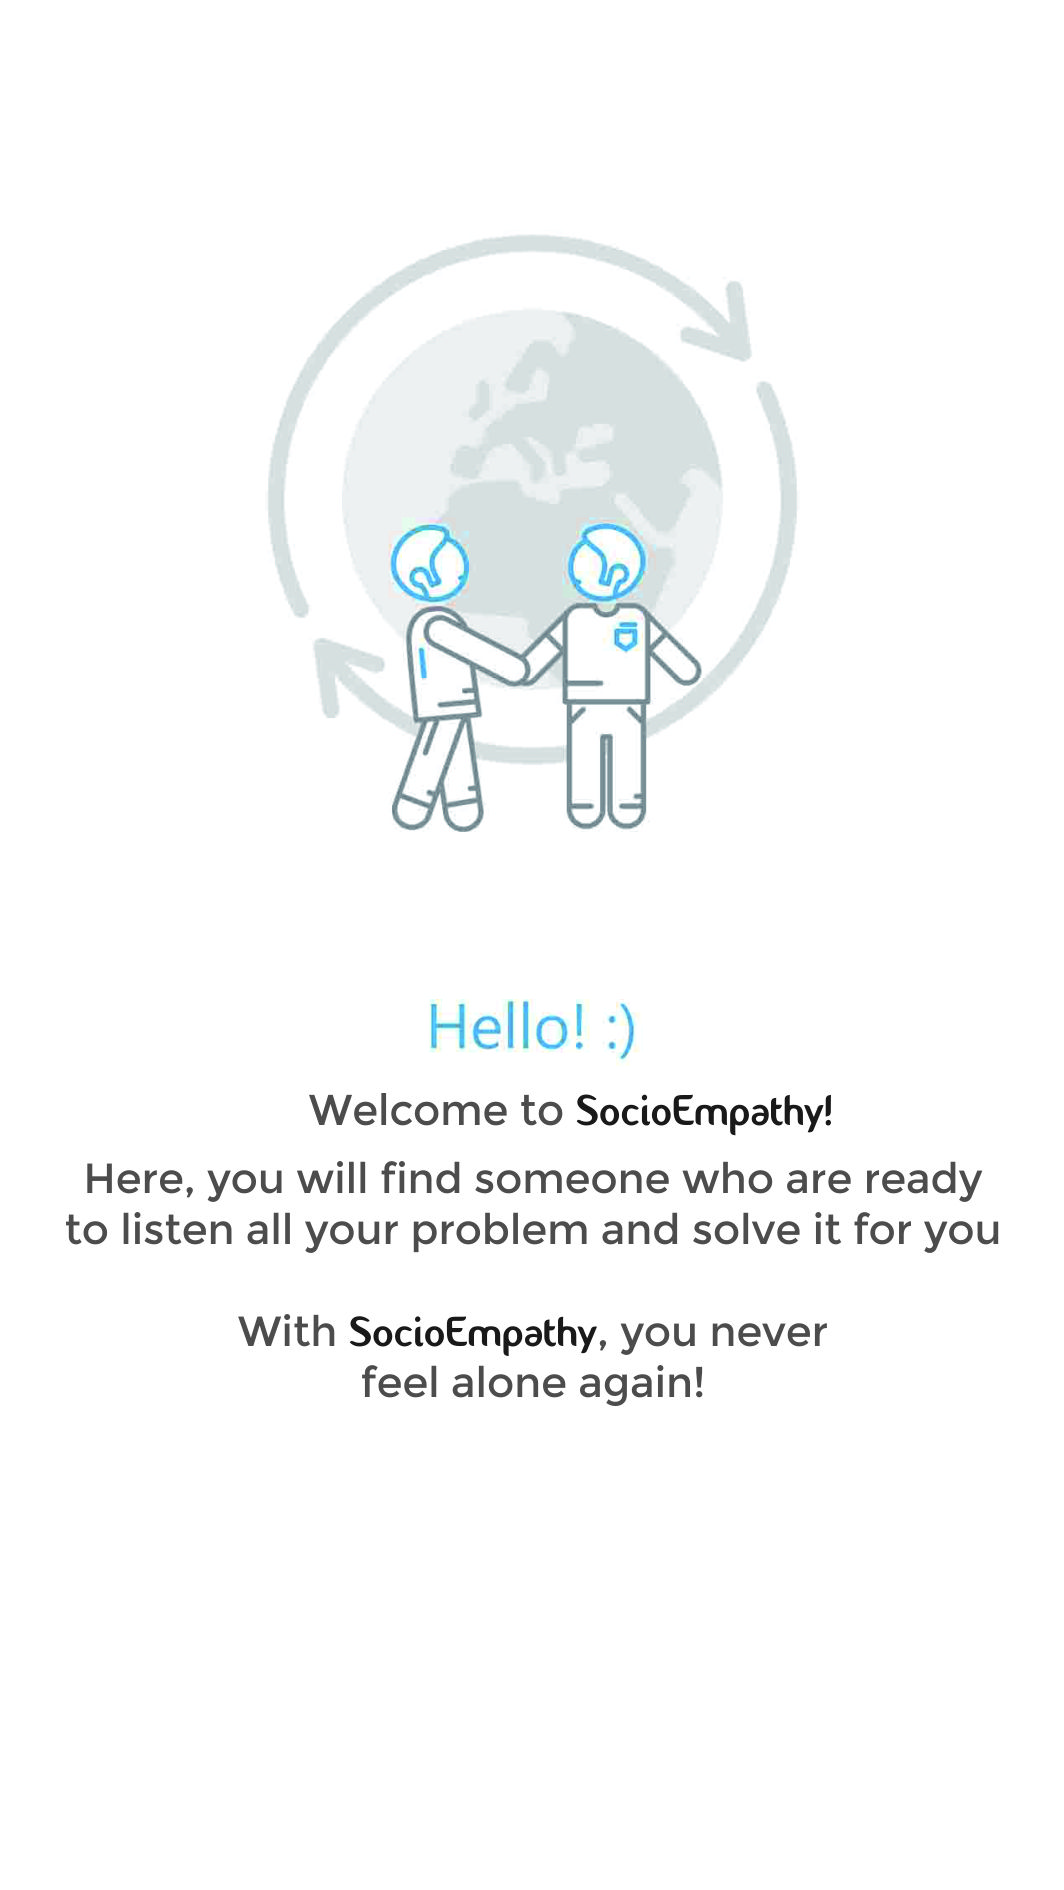 Hello! :)
Welcome to SocioEmpathy!
Here, you will find someone who are ready
to listen all your problem and solve it for you
With SocioEmpathy, you never
feel alone again!